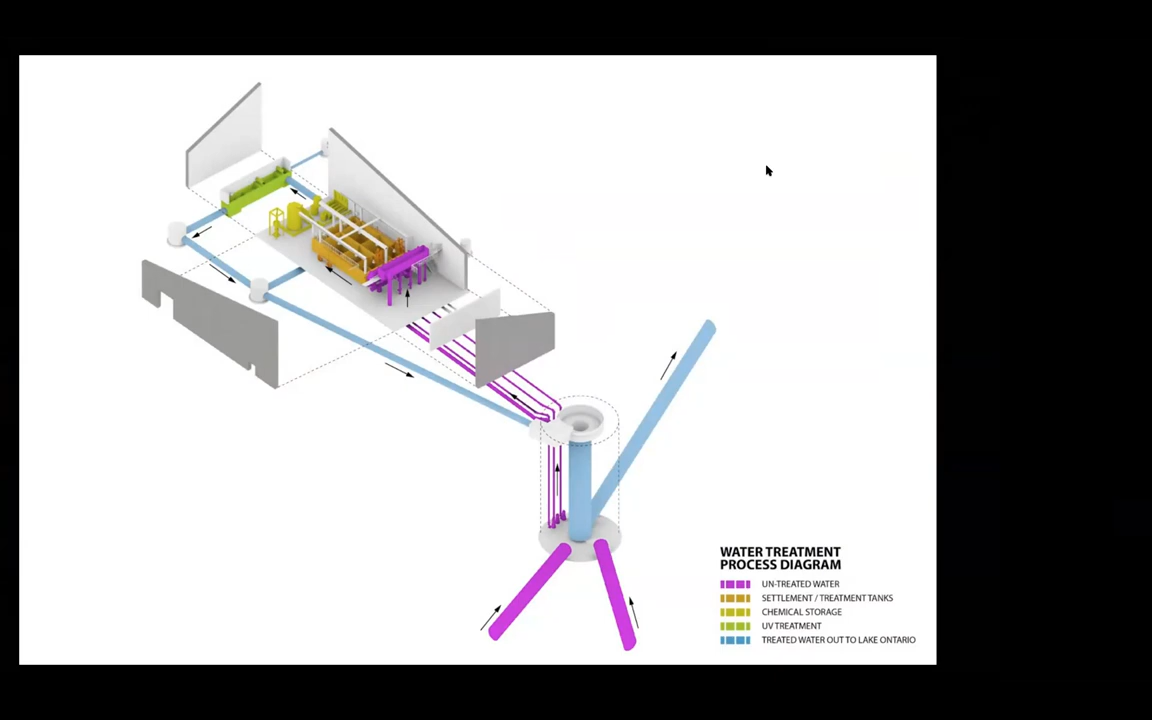 WATER TREATMENT
PROCESS DIAGRAM
UN-TREATED WATER
SETTLEMENT / TREATMENT TANKS
CHEMICAL STORAGE
UV TREATMENT
TREATED WATER OUT TO LAKE ONTARIO